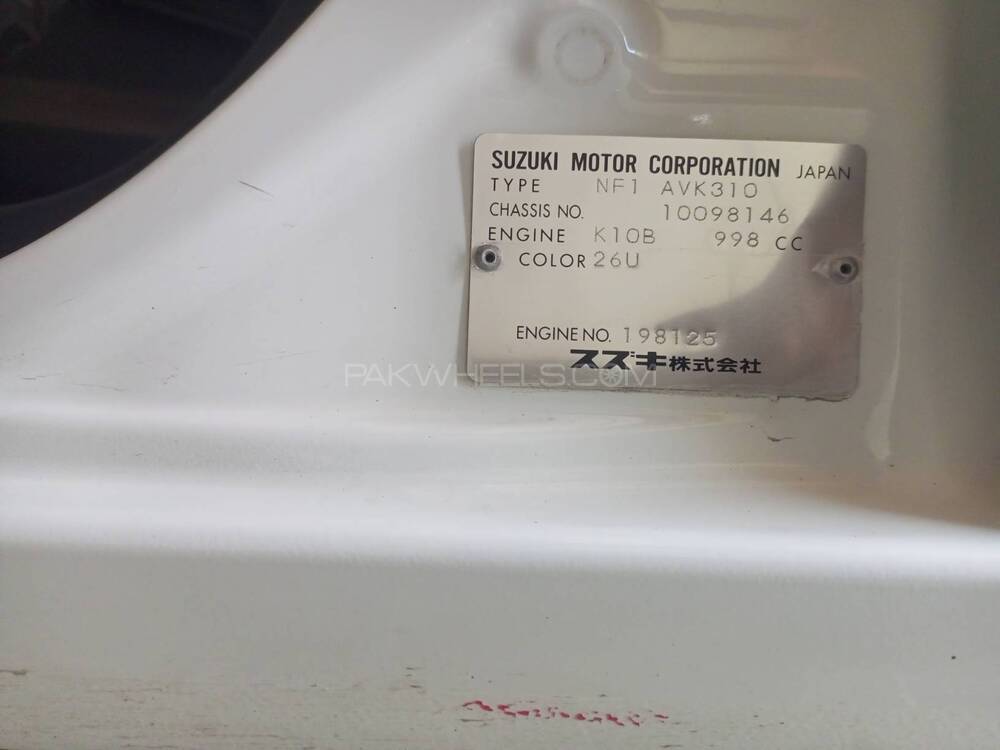 SUZUKI MOTOR CORPORATION JAPAN
TYPE NF1 AVK310
CHASSIS NO. 10098146
ENGINE K10B 998 CC
COLOR 26U
ENGINE NO. 198125
スズキ株式会社
PAKWHEELS.COM